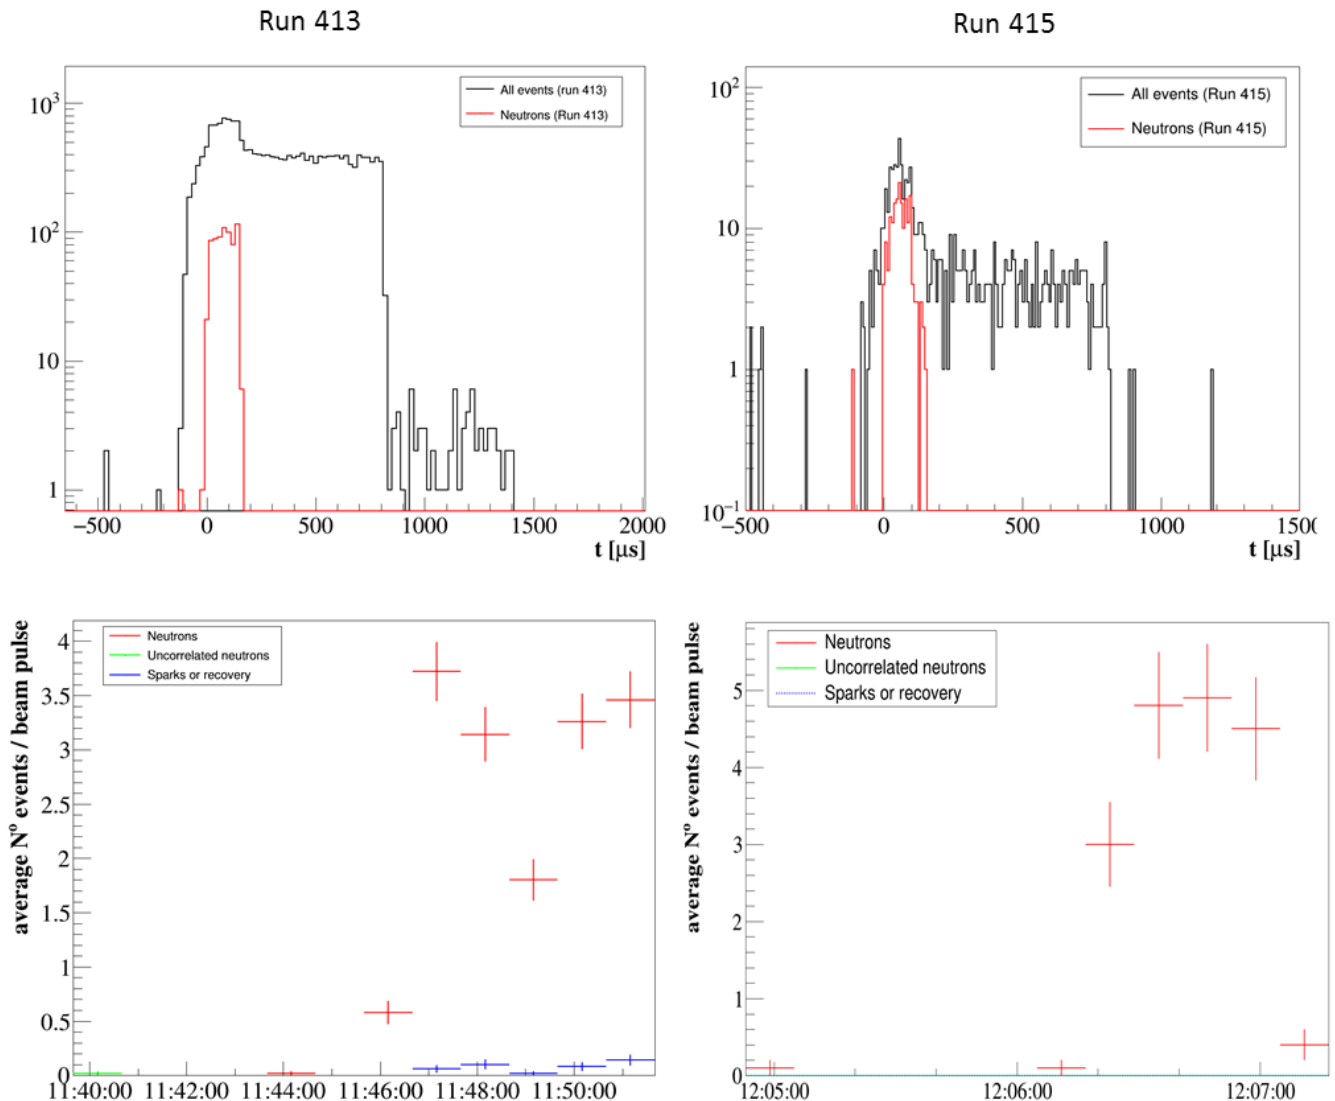 Run 413
Run 415
10³
10²
10
1
−500 0 500 1000 1500 2000
t [μs]
All events (run 413)
Neutrons (Run 413)
10²
10
1
10⁻¹
−500 0 500 1000 1500
t [μs]
All events (Run 415)
Neutrons (Run 415)
average Nº events / beam pulse
4
3.5
3
2.5
2
1.5
1
0.5
0
11:40:00 11:42:00 11:44:00 11:46:00 11:48:00 11:50:00
Neutrons
Uncorrelated neutrons
Sparks or recovery
average Nº events / beam pulse
5
4
3
2
1
0
12:05:00 12:06:00 12:07:00
Neutrons
Uncorrelated neutrons
Sparks or recovery